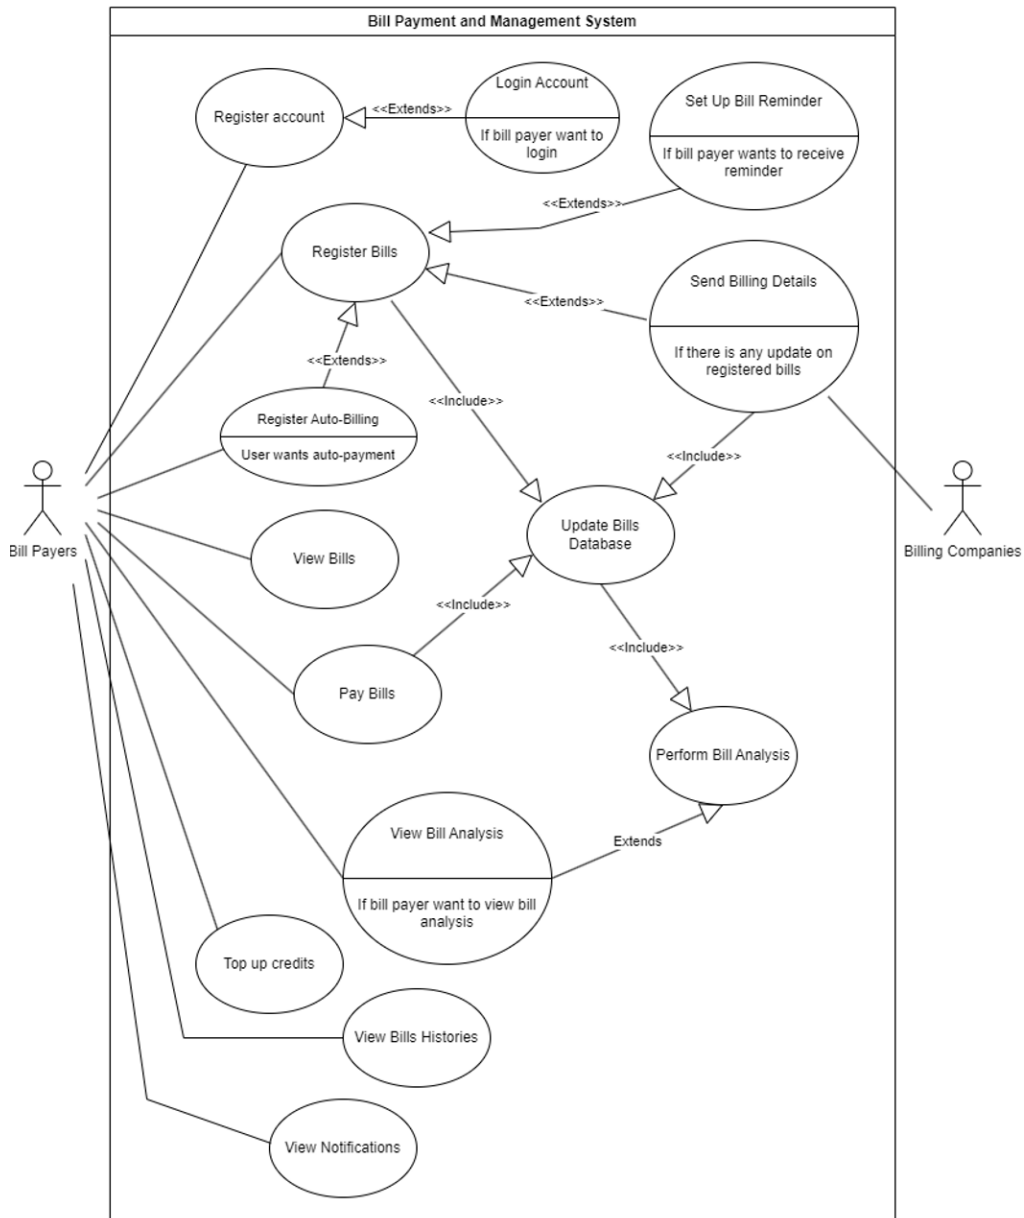 Bill Payment and Management System
Register account
<<Extends>>
Login Account
If bill payer want to
login
Set Up Bill Reminder
If bill payer wants to receive
reminder
<<Extends>>
Register Bills
Send Billing Details
<<Extends>>
If there is any update on
registered bills
<<Extends>>
<<Include>>
Register Auto-Billing
User wants auto-payment
<<Include>>
Bill Payers
Update Bills
Database
Billing Companies
View Bills
<<Include>>
<<Include>>
Pay Bills
Perform Bill Analysis
View Bill Analysis
Extends
If bill payer want to view bill
analysis
Top up credits
View Bills Histories
View Notifications